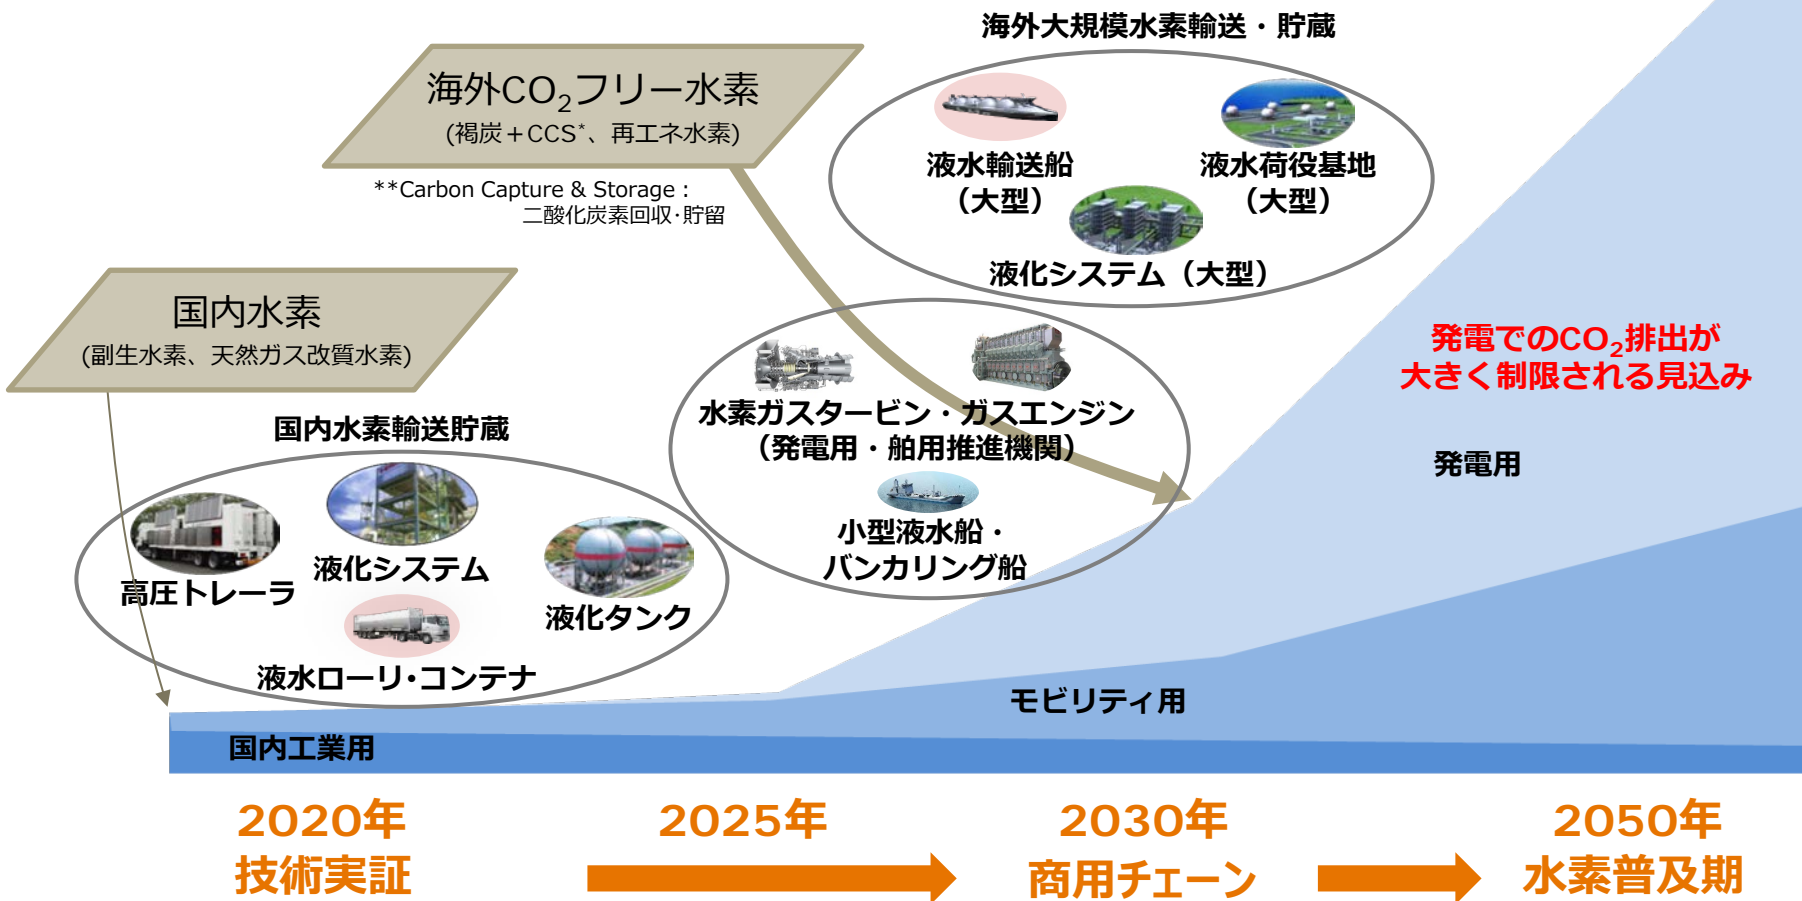 海外大規模水素輸送・貯蔵
海外CO₂フリー水素
(褐炭＋CCS*、再エネ水素)
**Carbon Capture & Storage：
二酸化炭素回収・貯留
液水輸送船
（大型）
液水荷役基地
（大型）
液化システム（大型）
国内水素
(副生水素、天然ガス改質水素)
国内水素輸送貯蔵
高圧トレーラ
液化システム
液化タンク
液水ローリ・コンテナ
水素ガスタービン・ガスエンジン
（発電用・舶用推進機関）
小型液水船・
バンカリング船
発電でのCO₂排出が
大きく制限される見込み
発電用
モビリティ用
国内工業用
2020年
技術実証
2025年
2030年
商用チェーン
2050年
水素普及期